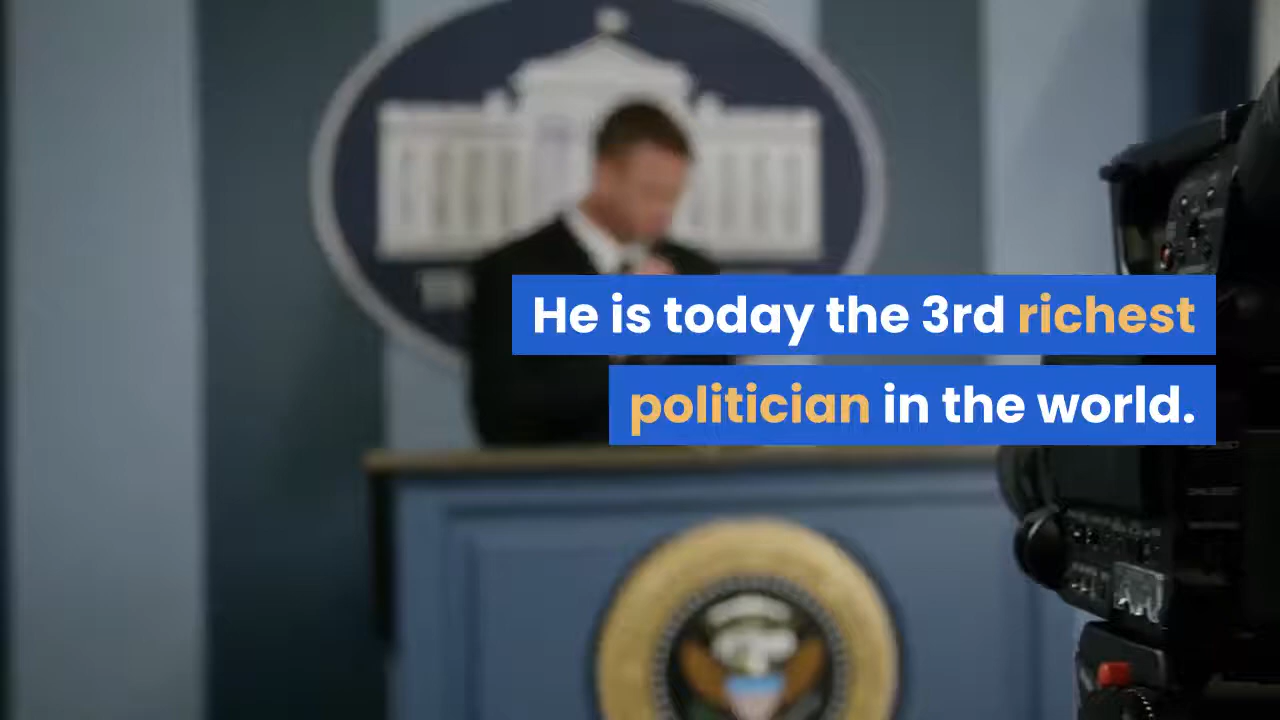 He is today the 3rd richest
politician in the world.